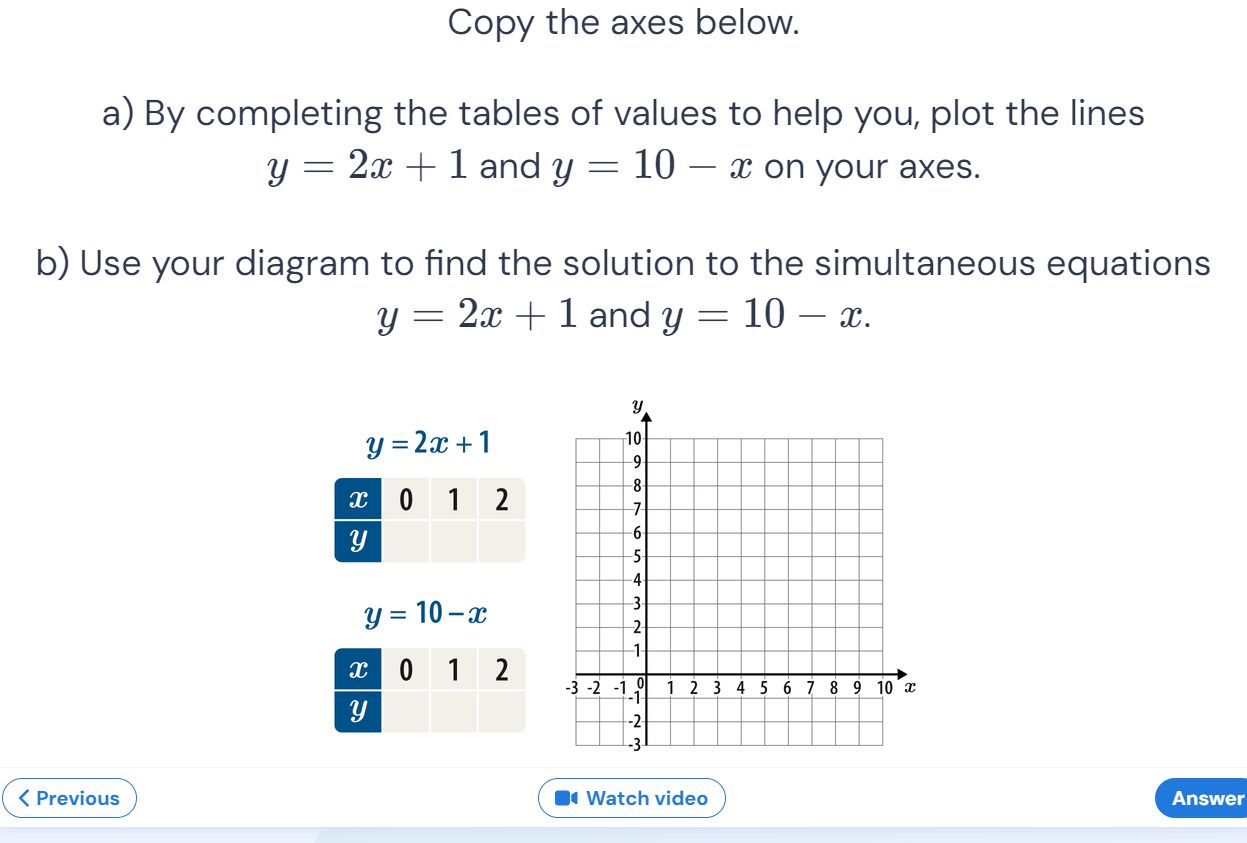 Copy the axes below.
a) By completing the tables of values to help you, plot the lines
y = 2x + 1 and y = 10 − x on your axes.
b) Use your diagram to find the solution to the simultaneous equations
y = 2x + 1 and y = 10 − x.
y = 2x + 1
x 0 1 2
y
y = 10 − x
x 0 1 2
y
y
10
9
8
7
6
5
4
3
2
1
-3 -2 -1 0 1 2 3 4 5 6 7 8 9 10 x
-1
-2
-3
Previous
Watch video
Answer